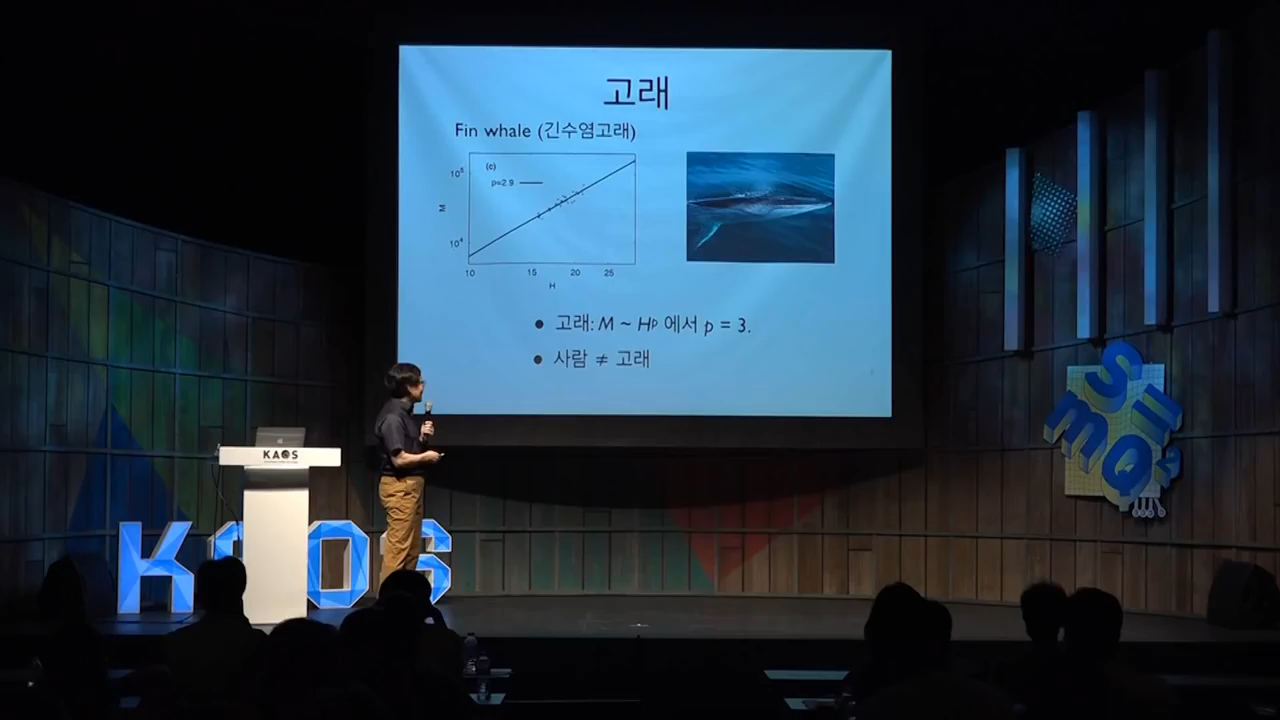 고래
Fin whale (긴수염고래)
(c)
p=2.9
10⁵
M
10⁴
10 15 20 25
H
● 고래: M ~ Hᵖ 에서 p = 3.
● 사람 ≠ 고래
KAOS
KAOS